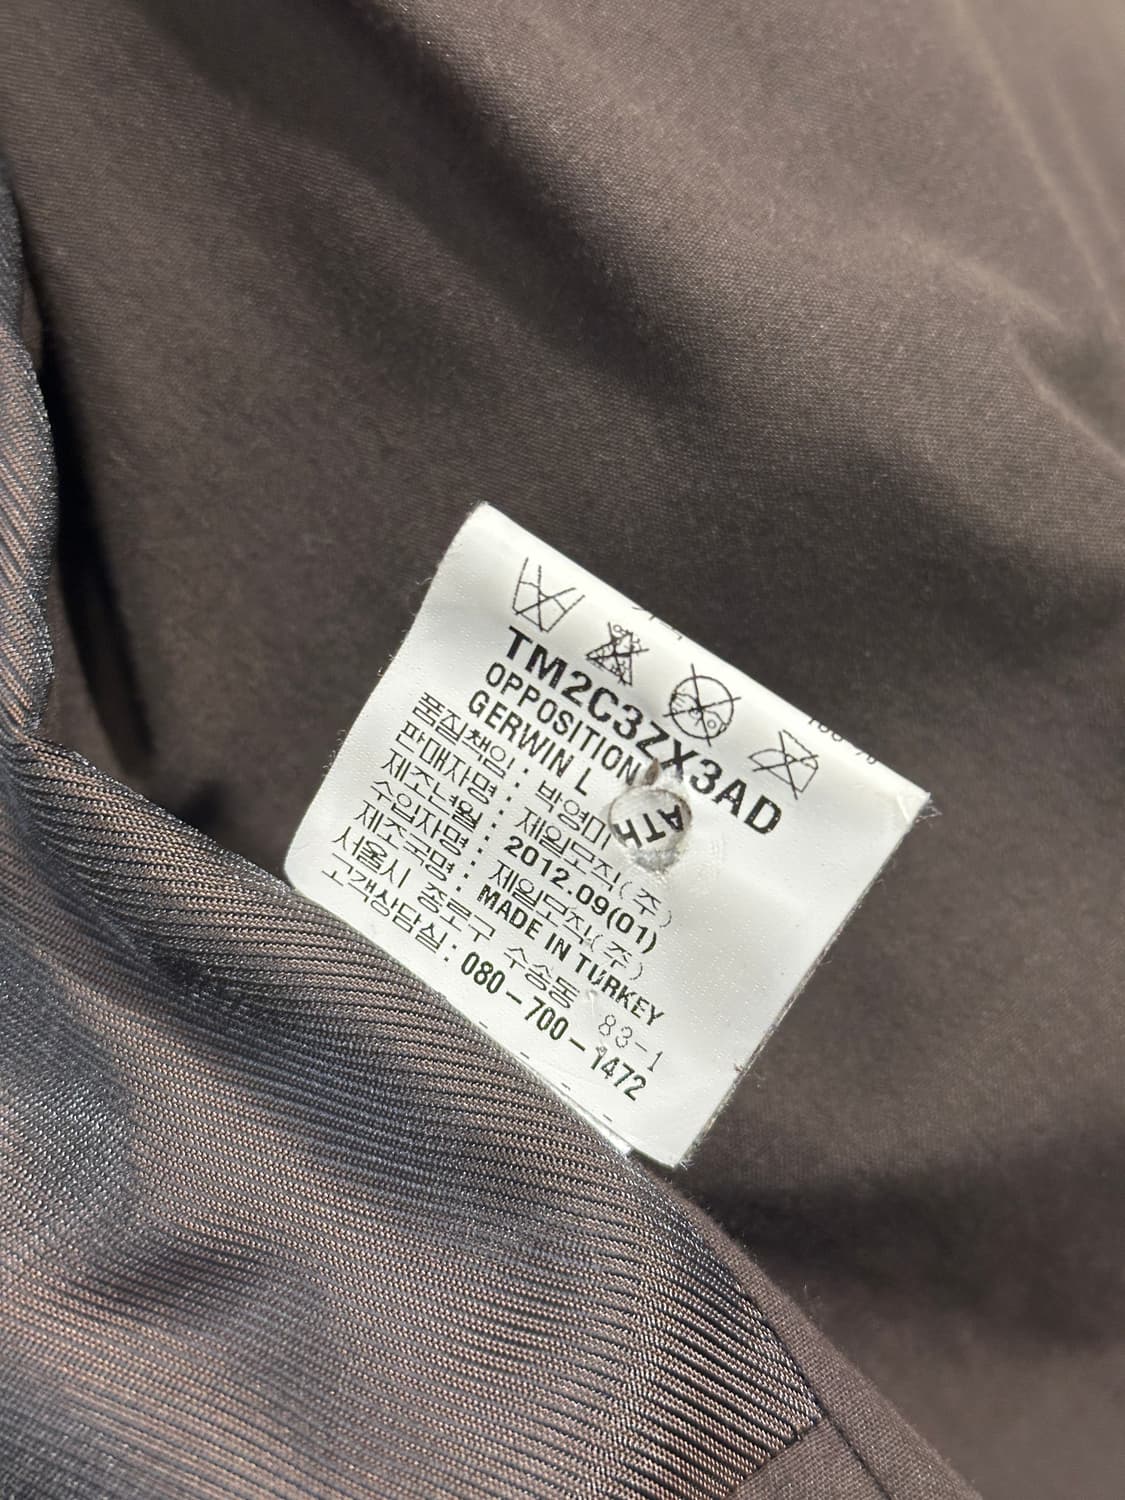 TM2C3ZX3AD
OPPOSITION
GERWIN L
품질책임 : 박영미
판매자명 : 제일모직(주)
제조년월 : 2012.09(01)
수입자명 : 제일모직(주)
제조국명 : MADE IN TURKEY
서울시 종로구 수송동 83-1
고객상담실 : 080-700-1472